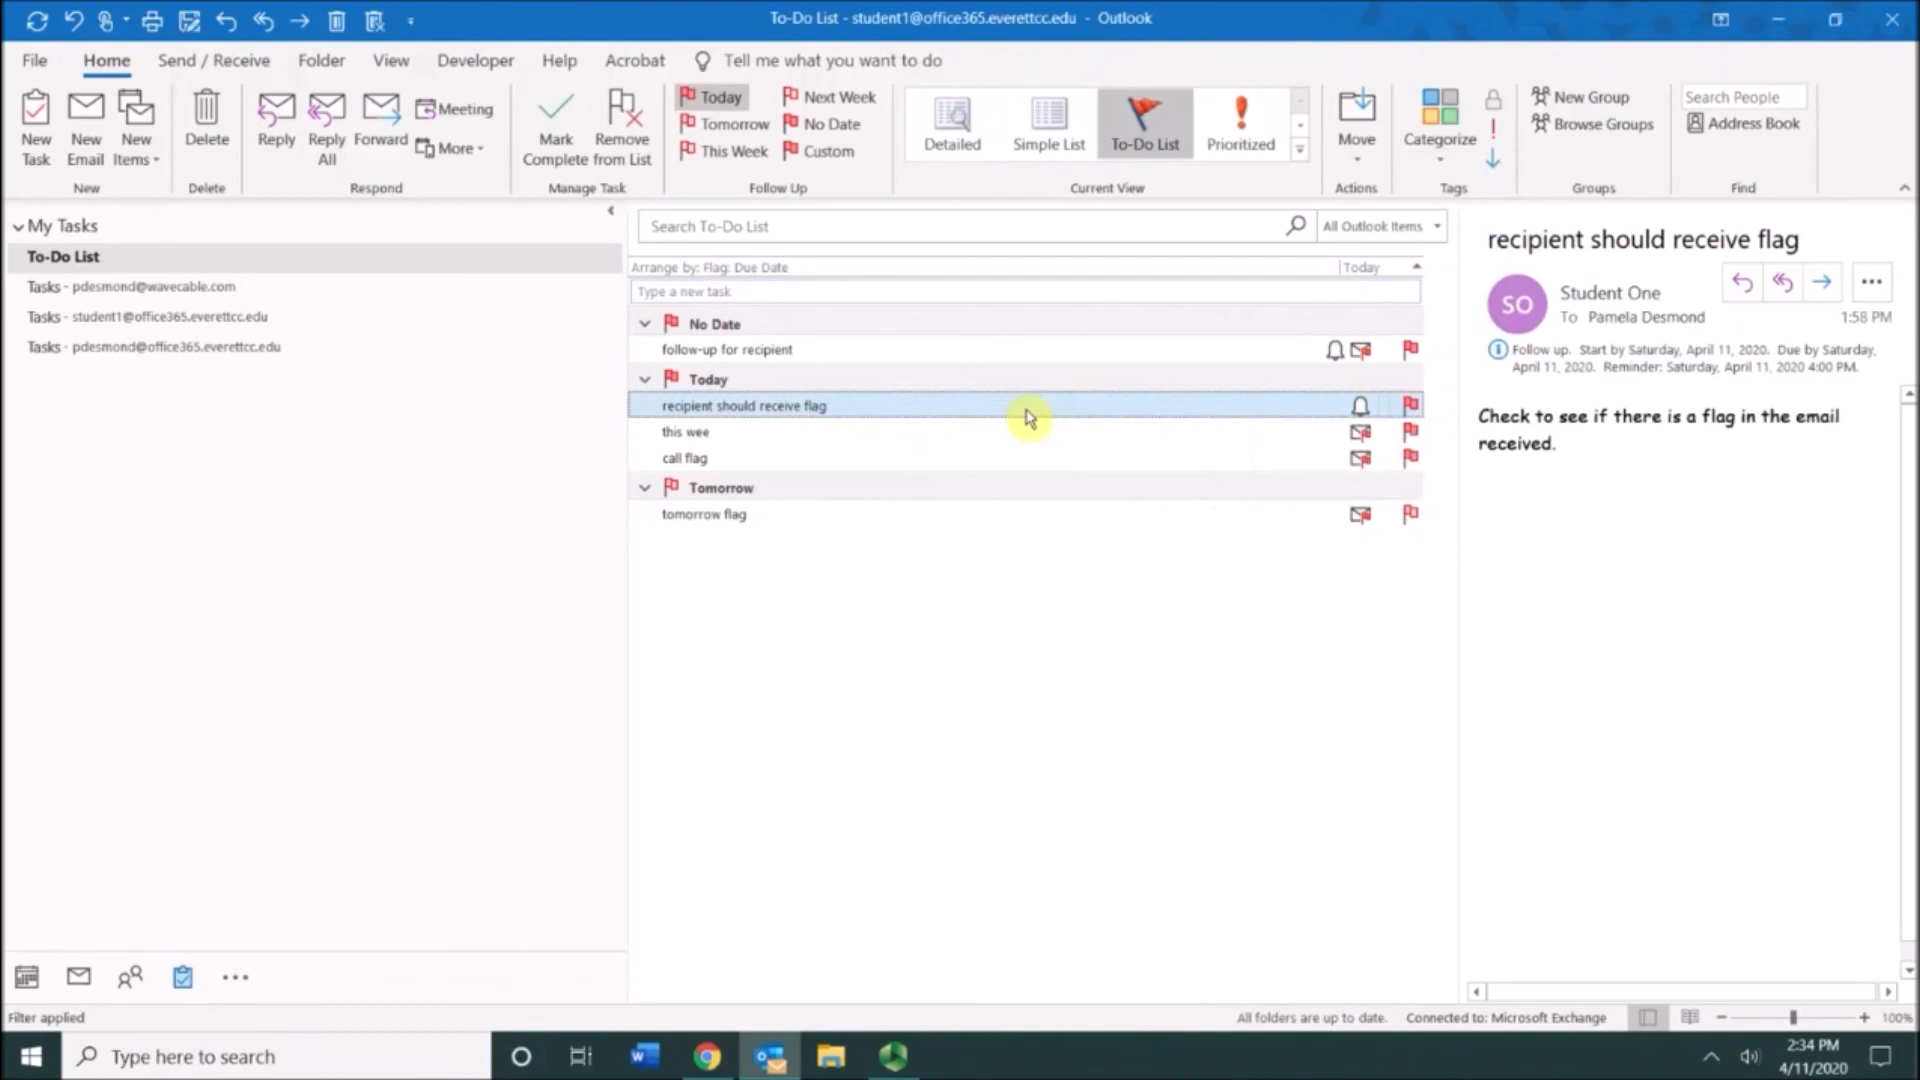 To-Do List - student1@office365.everettcc.edu - Outlook
File Home Send / Receive Folder View Developer Help Acrobat Tell me what you want to do
New Task
New Email
New Items
New
Delete
Delete
Reply
Reply All
Forward
Meeting
More
Respond
Mark Complete
Remove from List
Manage Task
Today
Tomorrow
This Week
Next Week
No Date
Custom
Follow Up
Detailed
Simple List
To-Do List
Prioritized
Current View
Move
Actions
Categorize
Tags
New Group
Browse Groups
Groups
Search People
Address Book
Find
My Tasks
To-Do List
Tasks - pdesmond@wavecable.com
Tasks - student1@office365.everettcc.edu
Tasks - pdesmond@office365.everettcc.edu
Search To-Do List
All Outlook Items
Arrange by: Flag: Due Date
Today
Type a new task
No Date
follow-up for recipient
Today
recipient should receive flag
this wee
call flag
Tomorrow
tomorrow flag
recipient should receive flag
SO
Student One
To Pamela Desmond
1:58 PM
Follow up. Start by Saturday, April 11, 2020. Due by Saturday,
April 11, 2020. Reminder: Saturday, April 11, 2020 4:00 PM.
Check to see if there is a flag in the email
received.
Filter applied
All folders are up to date.
Connected to: Microsoft Exchange
100%
Type here to search
2:34 PM
4/11/2020